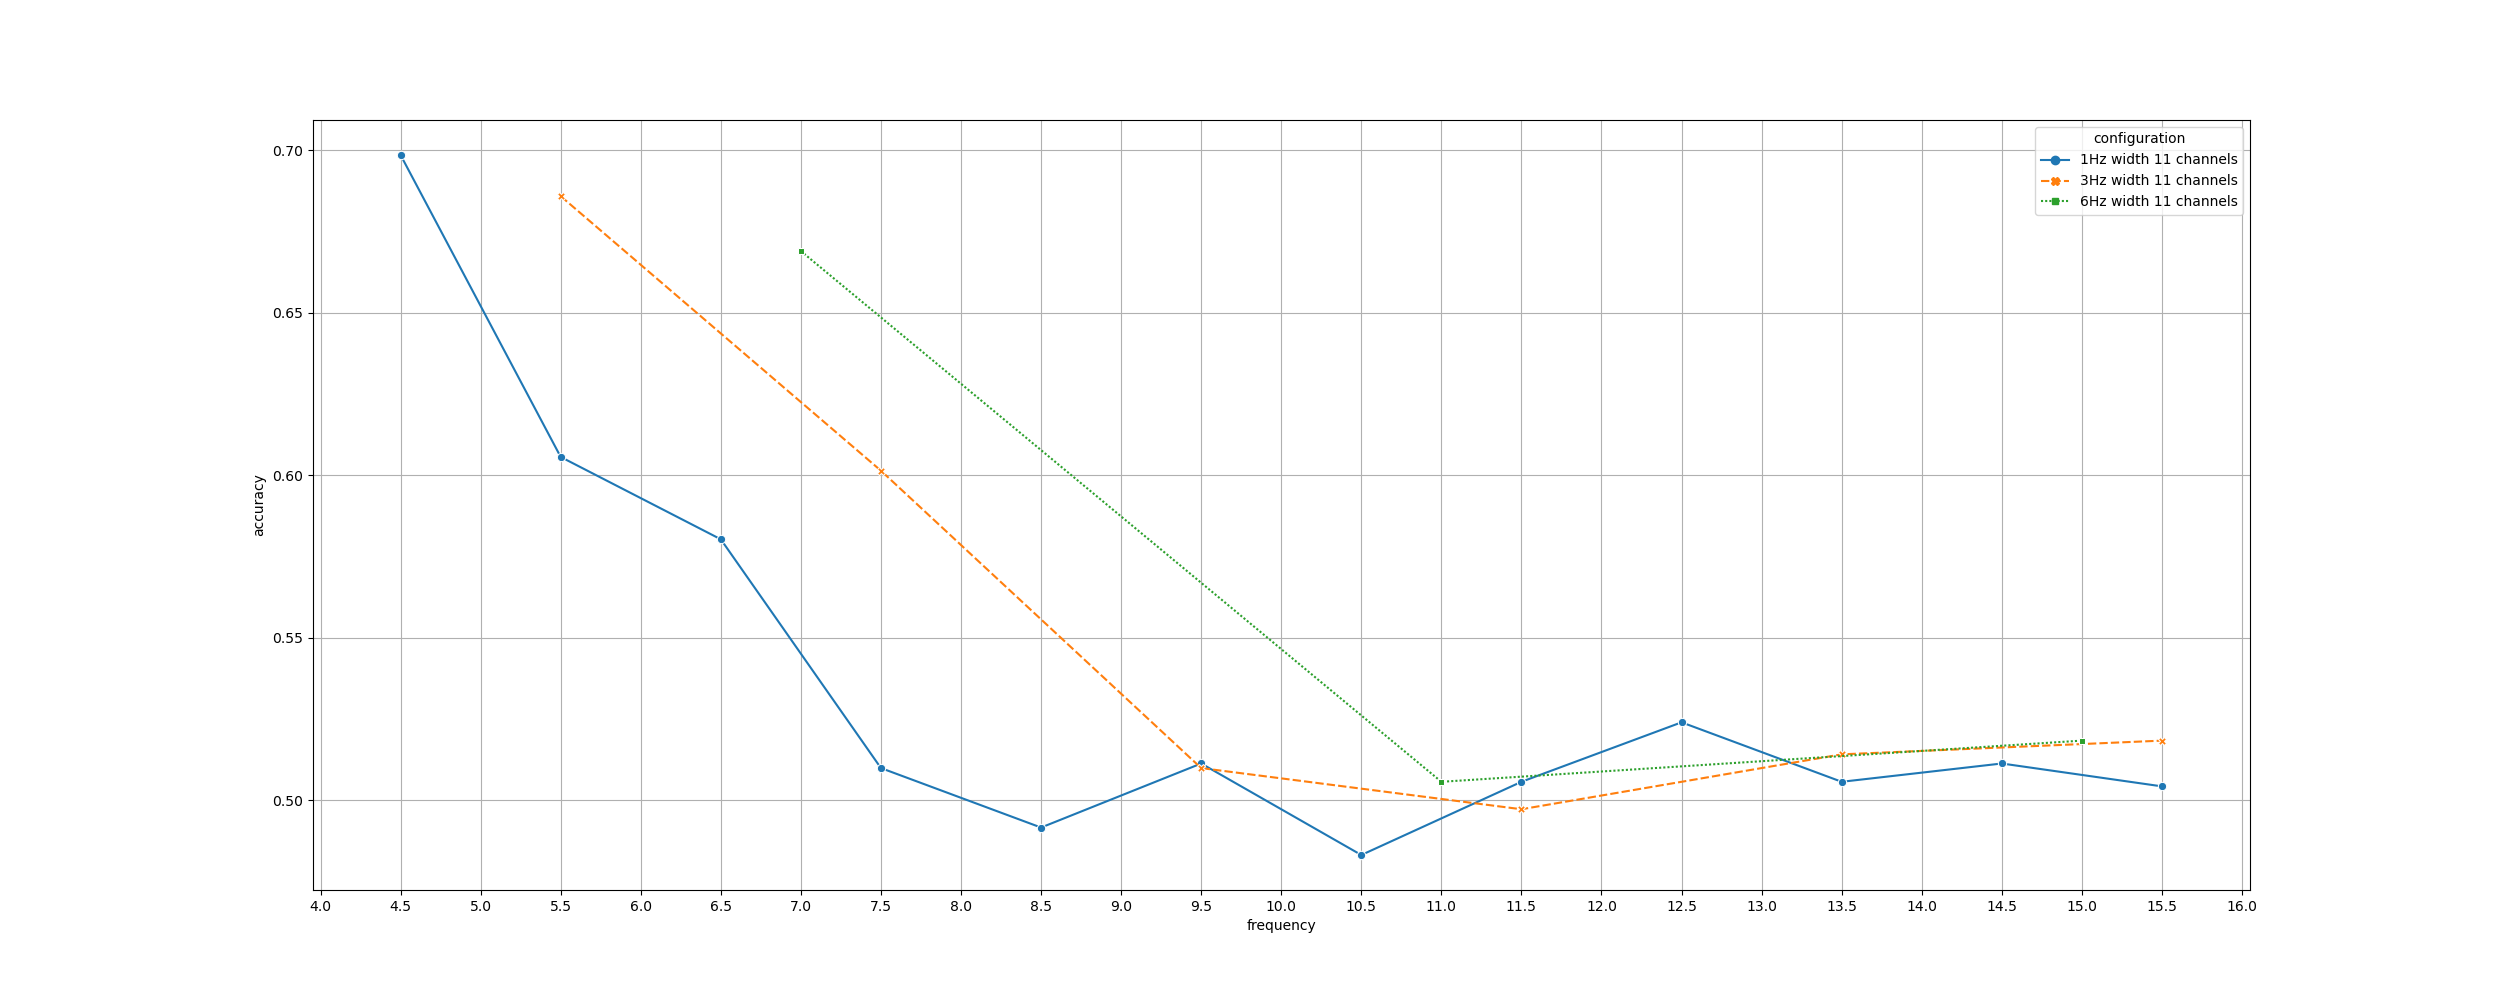 configuration
1Hz width 11 channels
3Hz width 11 channels
6Hz width 11 channels
0.70
0.65
0.60
0.55
0.50
accuracy
4.0 4.5 5.0 5.5 6.0 6.5 7.0 7.5 8.0 8.5 9.0 9.5 10.0 10.5 11.0 11.5 12.0 12.5 13.0 13.5 14.0 14.5 15.0 15.5 16.0
frequency